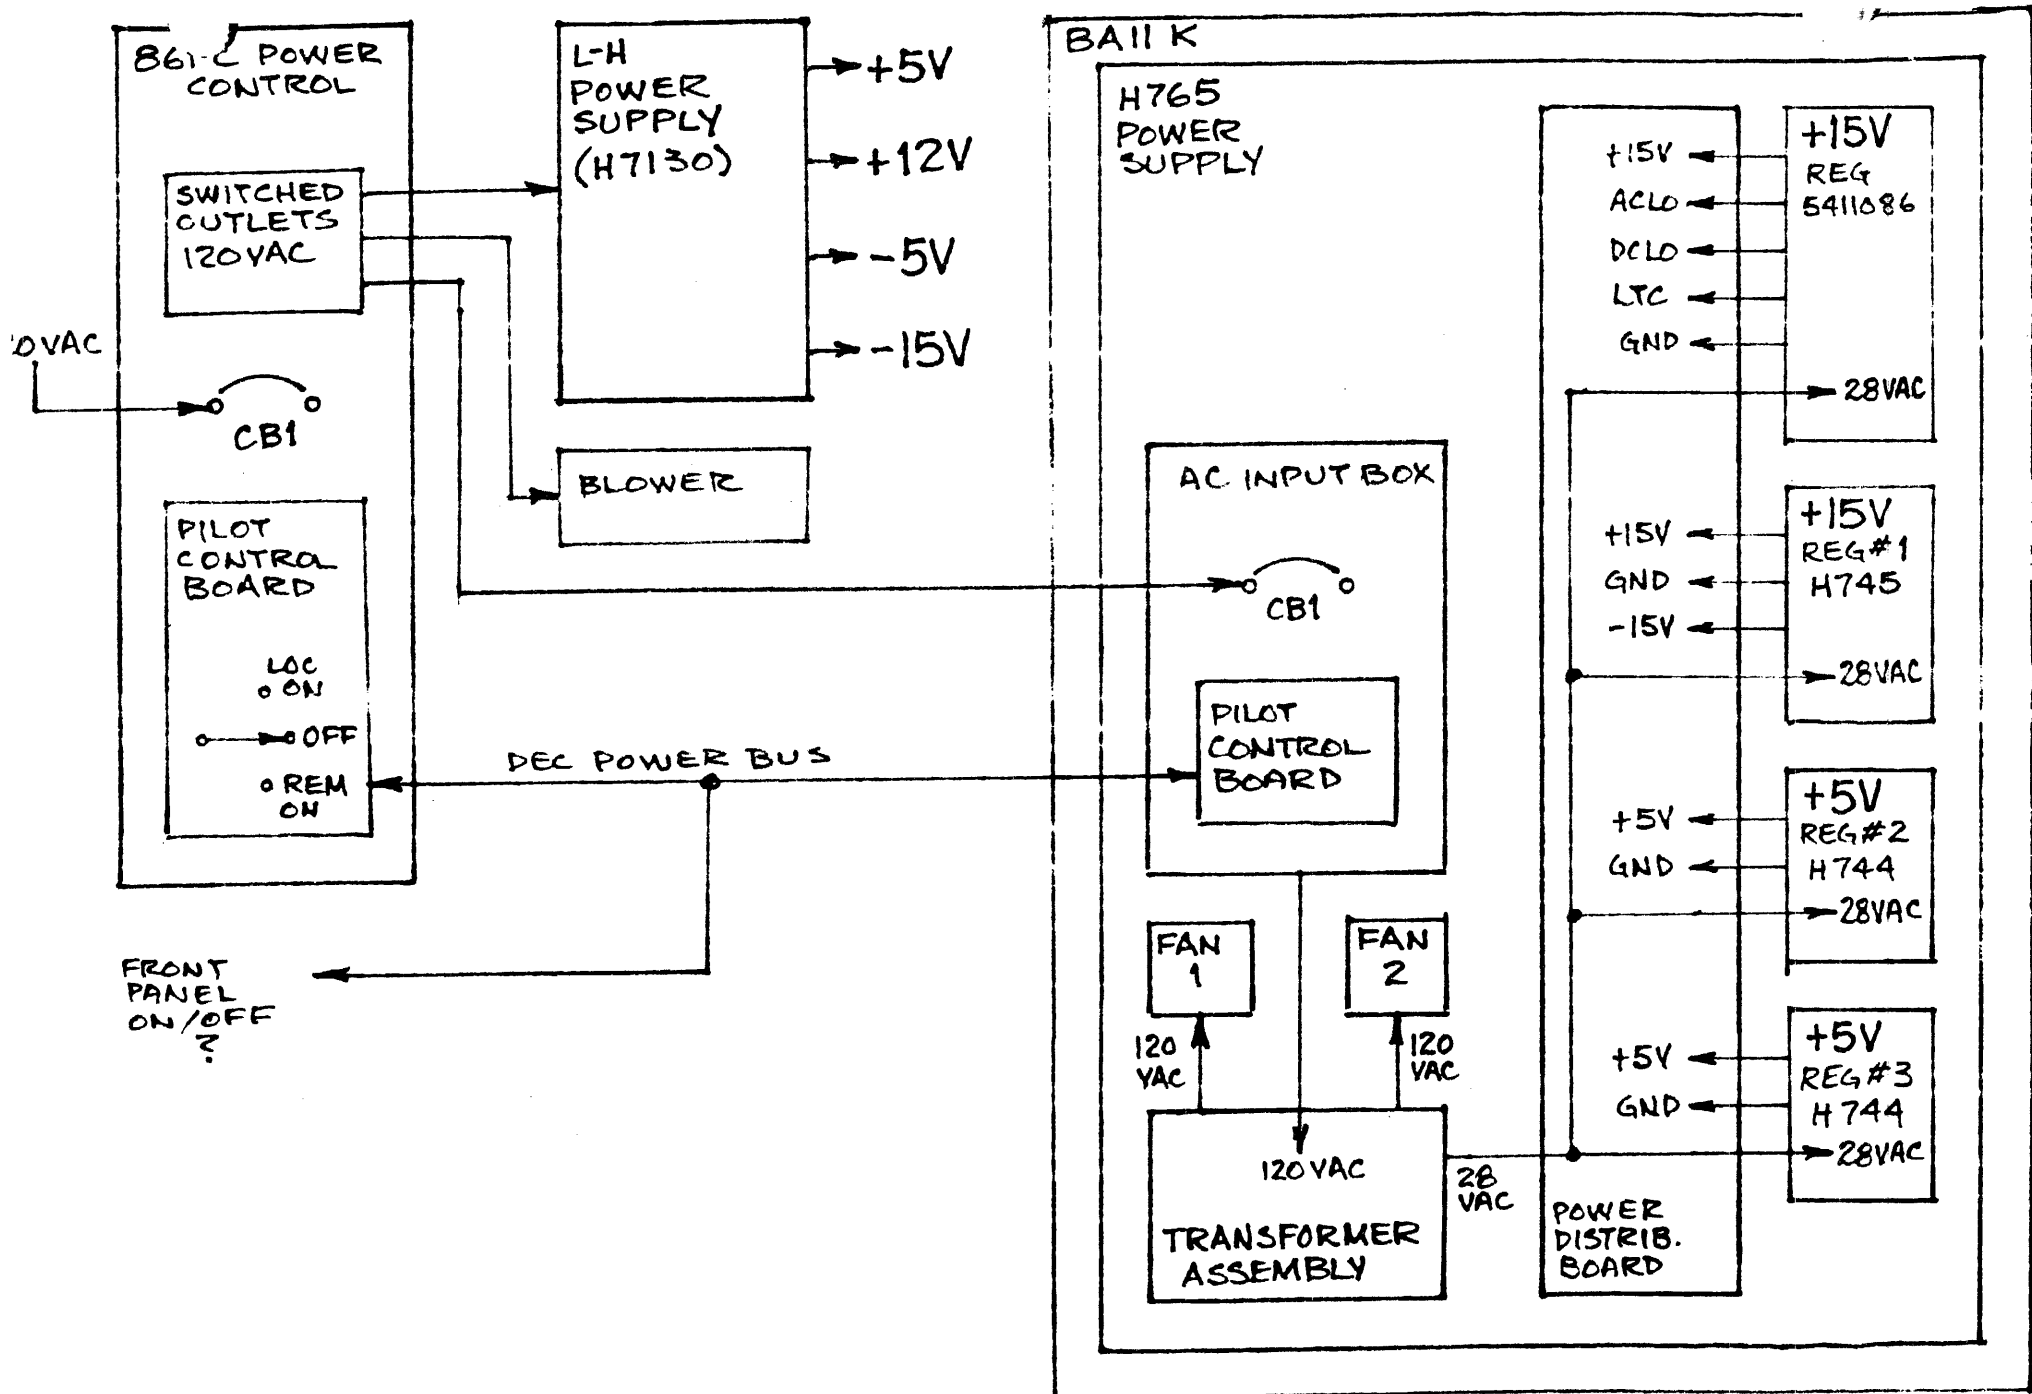 861-C POWER
CONTROL
SWITCHED
OUTLETS
120VAC
0VAC
CB1
PILOT
CONTROL
BOARD
LOC
ON
OFF
REM
ON
FRONT
PANEL
ON/OFF
?
L-H
POWER
SUPPLY
(H7130)
+5V
+12V
-5V
-15V
BLOWER
DEC POWER BUS
BA11K
H765
POWER
SUPPLY
AC INPUT BOX
CB1
PILOT
CONTROL
BOARD
FAN
1
FAN
2
120
VAC
120
VAC
120VAC
TRANSFORMER
ASSEMBLY
28
VAC
POWER
DISTRIB.
BOARD
+15V
ACLO
DCLO
LTC
GND
+15V
REG
5411086
28VAC
+15V
GND
-15V
+15V
REG#1
H745
28VAC
+5V
GND
+5V
REG#2
H744
28VAC
+5V
GND
+5V
REG#3
H744
28VAC